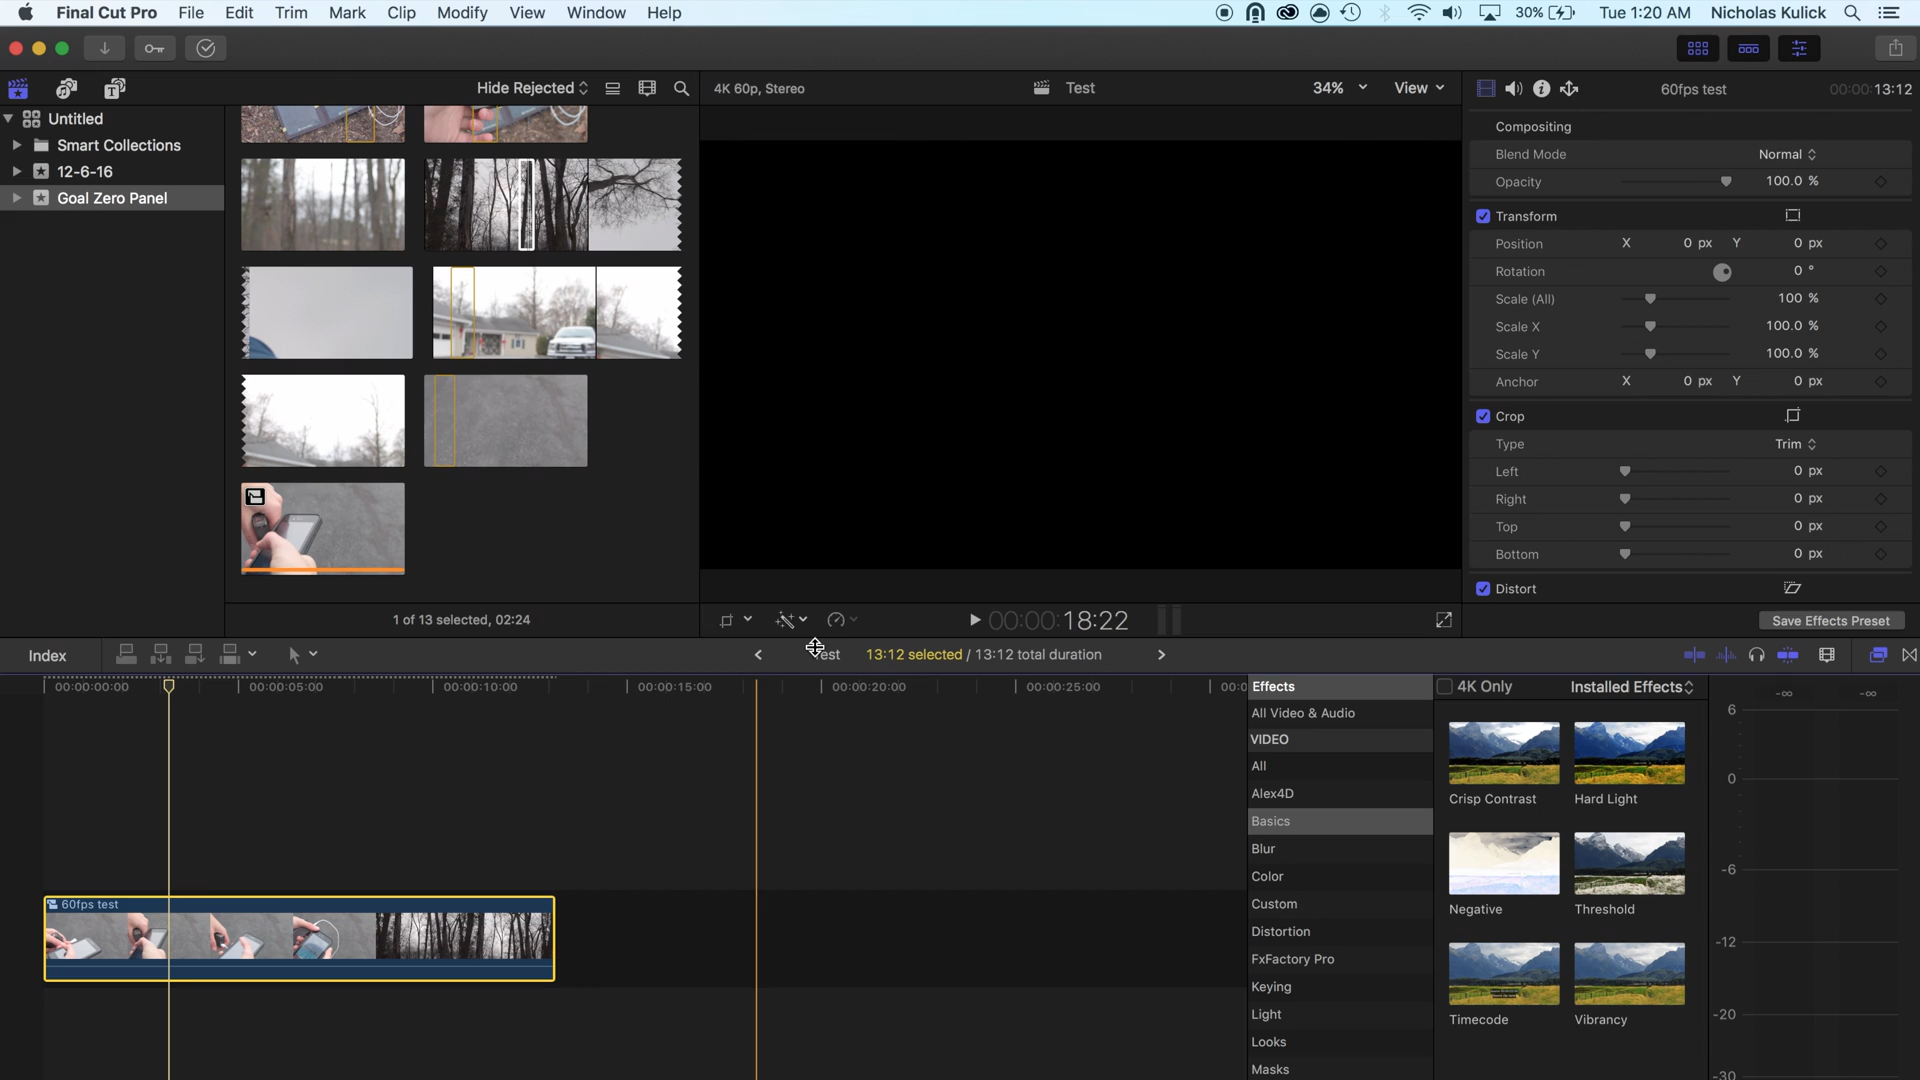 Final Cut Pro File Edit Trim Mark Clip Modify View Window Help 30% Tue 1:20 AM Nicholas Kulick
Hide Rejected 4K 60p, Stereo Test 34% View 60fps test 00:00:13:12
Untitled
Smart Collections
12-6-16
Goal Zero Panel
1 of 13 selected, 02:24
00:00:18:22
Compositing
Blend Mode Normal
Opacity 100.0 %
Transform
Position X 0 px Y 0 px
Rotation 0 °
Scale (All) 100 %
Scale X 100.0 %
Scale Y 100.0 %
Anchor X 0 px Y 0 px
Crop
Type Trim
Left 0 px
Right 0 px
Top 0 px
Bottom 0 px
Distort
Save Effects Preset
Index
est 13:12 selected / 13:12 total duration
00:00:00:00 00:00:05:00 00:00:10:00 00:00:15:00 00:00:20:00 00:00:25:00 00:0
60fps test
Effects
All Video & Audio
VIDEO
All
Alex4D
Basics
Blur
Color
Custom
Distortion
FxFactory Pro
Keying
Light
Looks
Masks
4K Only Installed Effects
Crisp Contrast Hard Light
Negative Threshold
Timecode Vibrancy
-∞ -∞
6
0
-6
-12
-20
-30